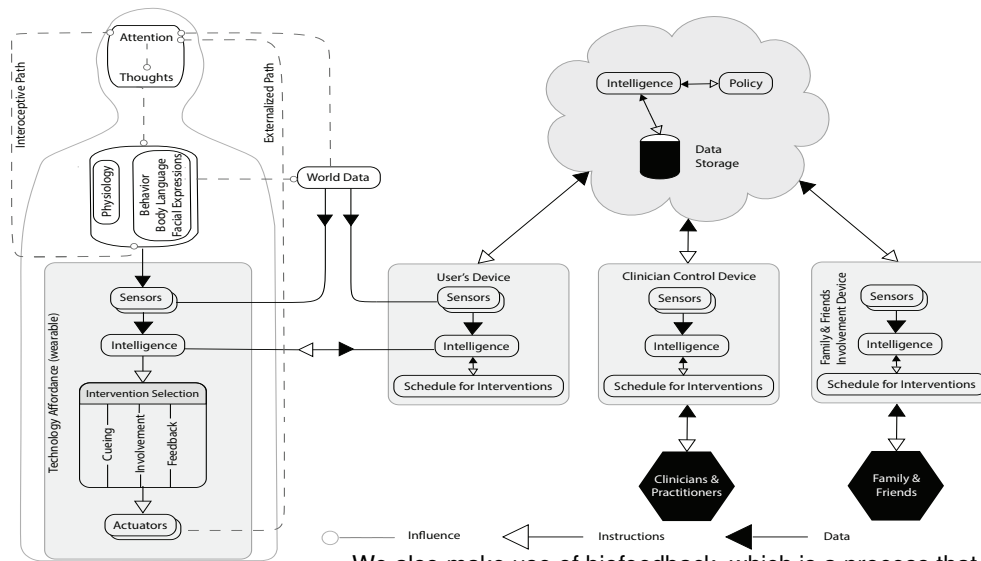 Attention
Thoughts
Interoceptive Path
Externalized Path
Physiology
Behavior
Body Language
Facial Expressions
World Data
Technology Affordance (wearable)
Sensors
Intelligence
Intervention Selection
Cueing
Involvement
Feedback
Actuators
Intelligence
Policy
Data
Storage
User's Device
Sensors
Intelligence
Schedule for Interventions
Clinician Control Device
Sensors
Intelligence
Schedule for Interventions
Family & Friends
Involvement Device
Sensors
Intelligence
Schedule for Interventions
Clinicians &
Practitioners
Family &
Friends
Influence
Instructions
Data
We also make use of biofeedback, which is a process that